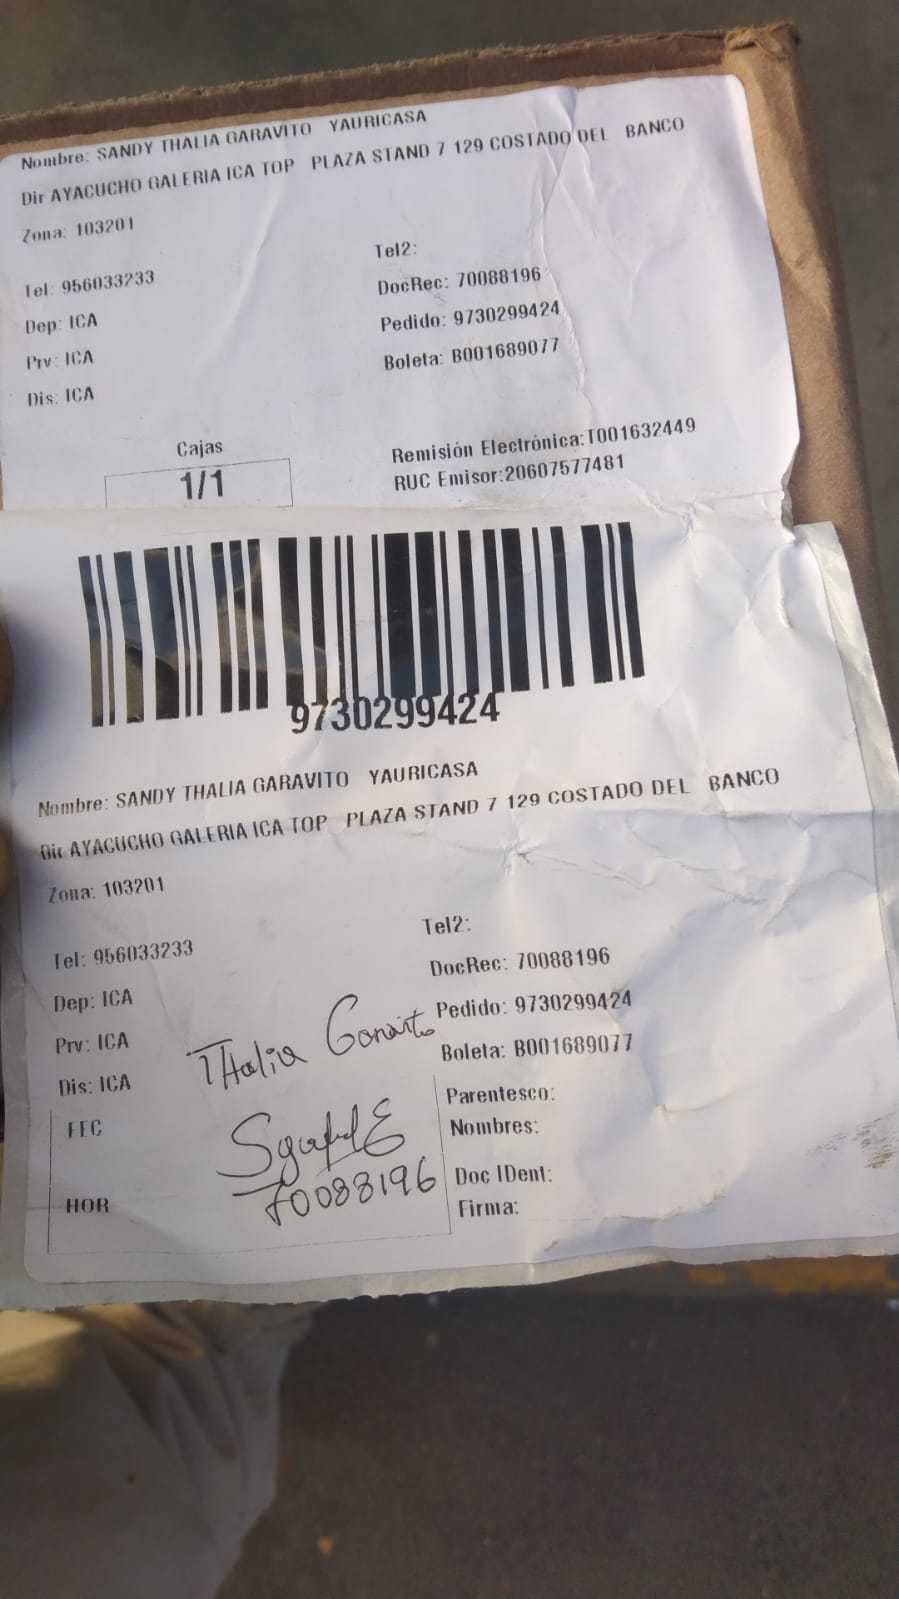 Nombre: SANDY THALIA GARAVITO YAURICASA
Dir AYACUCHO GALERIA ICA TOP PLAZA STAND 7 129 COSTADO DEL BANCO
Zona: 103201
Tel: 956033233
Tel2:
Dep: ICA
DocRec: 70088196
Prv: ICA
Pedido: 9730299424
Dis: ICA
Boleta: B001689077
Cajas
1/1
Remisión Electrónica:T001632449
RUC Emisor:20607577481
9730299424
Nombre: SANDY THALIA GARAVITO YAURICASA
Dir AYACUCHO GALERIA ICA TOP PLAZA STAND 7 129 COSTADO DEL BANCO
Zona: 103201
Tel: 956033233
Tel2:
DocRec: 70088196
Dep: ICA
Pedido: 9730299424
Prv: ICA
Boleta: B001689077
Dis: ICA
THalia
FEC
Parentesco:
Nombres:
70088196
HOR
Doc IDent:
Firma: